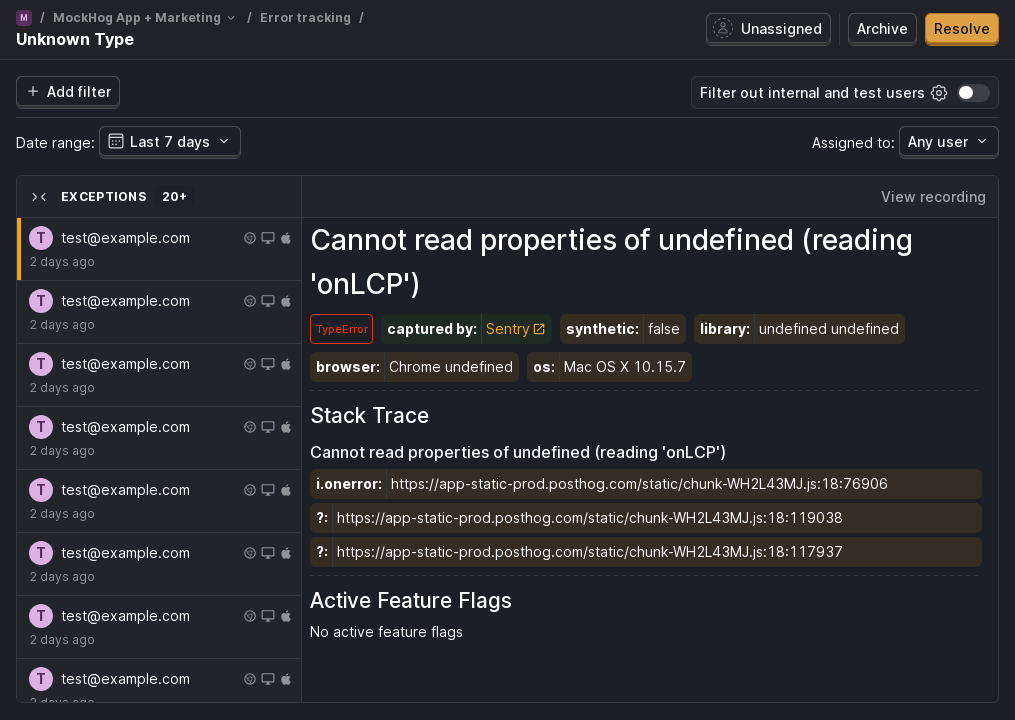 M / MockHog App + Marketing / Error tracking /
Unknown Type
Unassigned
Archive
Resolve
Add filter
Filter out internal and test users
Date range: Last 7 days
Assigned to: Any user
EXCEPTIONS 20+
View recording
T test@example.com
2 days ago
T test@example.com
2 days ago
T test@example.com
2 days ago
T test@example.com
2 days ago
T test@example.com
2 days ago
T test@example.com
2 days ago
T test@example.com
2 days ago
T test@example.com
2 days ago
Cannot read properties of undefined (reading
'onLCP')
TypeError captured by: Sentry synthetic: false library: undefined undefined
browser: Chrome undefined os: Mac OS X 10.15.7
Stack Trace
Cannot read properties of undefined (reading 'onLCP')
i.onerror: https://app-static-prod.posthog.com/static/chunk-WH2L43MJ.js:18:76906
?: https://app-static-prod.posthog.com/static/chunk-WH2L43MJ.js:18:119038
?: https://app-static-prod.posthog.com/static/chunk-WH2L43MJ.js:18:117937
Active Feature Flags
No active feature flags